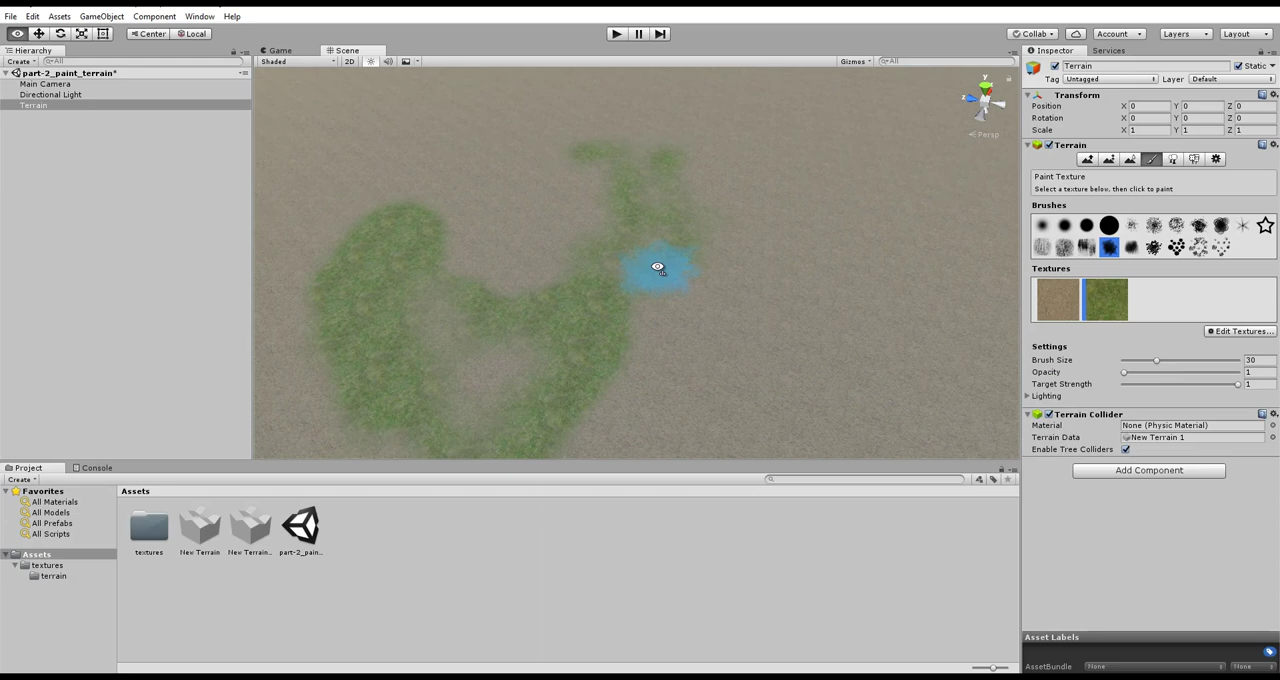 File Edit Assets GameObject Component Window Help
Center Local
Collab Account Layers Layout
Hierarchy
Create All
part-2_paint_terrain*
Main Camera
Directional Light
Terrain
Game Scene
Shaded 2D Gizmos All
y
z
Persp
Inspector Services
Terrain Static
Tag Untagged Layer Default
Transform
Position X 0 Y 0 Z 0
Rotation X 0 Y 0 Z 0
Scale X 1 Y 1 Z 1
Terrain
Paint Texture
Select a texture below, then click to paint
Brushes
Textures
Edit Textures...
Settings
Brush Size 30
Opacity 1
Target Strength 1
Lighting
Terrain Collider
Material None (Physic Material)
Terrain Data New Terrain 1
Enable Tree Colliders
Add Component
Project Console
Create
Favorites
All Materials
All Models
All Prefabs
All Scripts
Assets
textures
terrain
Assets
textures New Terrain New Terrain.. part-2_pain...
Asset Labels
AssetBundle None None